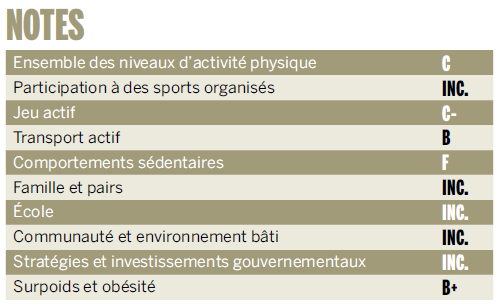 NOTES
Ensemble des niveaux d'activité physique C
Participation à des sports organisés INC.
Jeu actif C-
Transport actif B
Comportements sédentaires F
Famille et pairs INC.
École INC.
Communauté et environnement bâti INC.
Stratégies et investissements gouvernementaux INC.
Surpoids et obésité B+